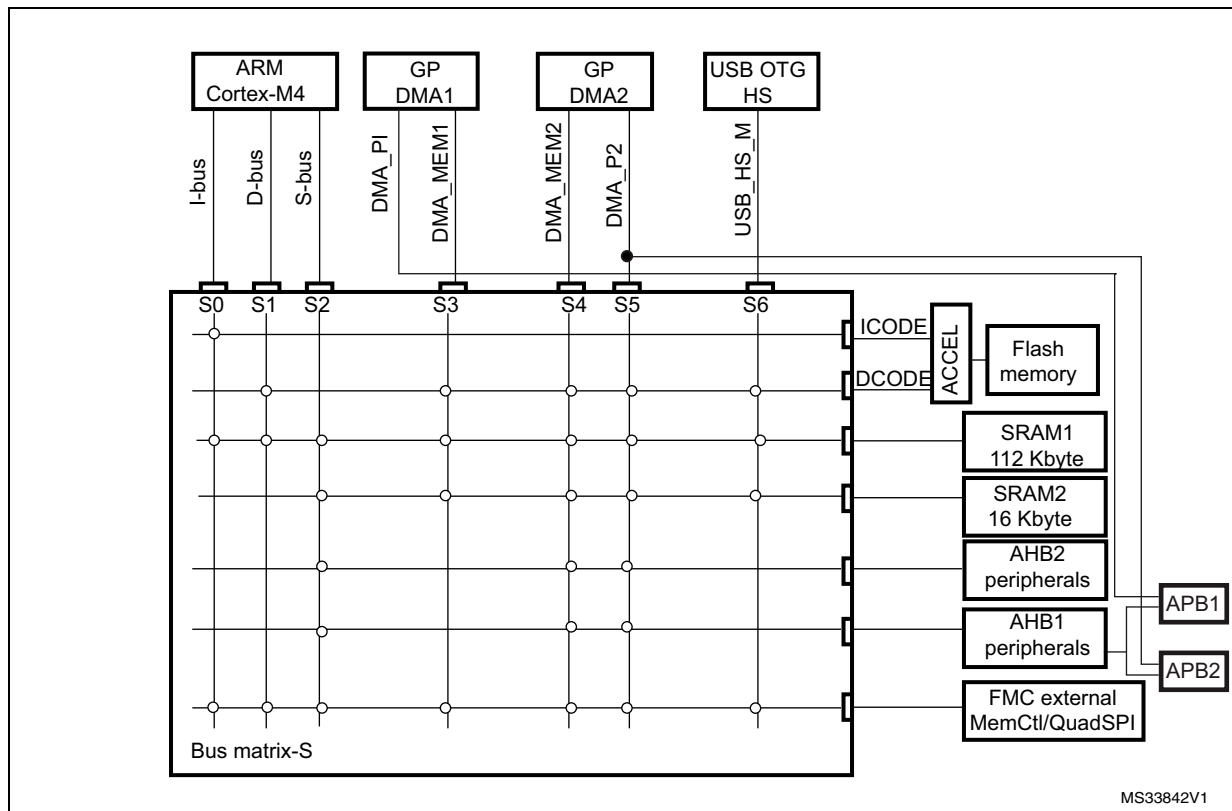 ARM
Cortex-M4
GP
DMA1
GP
DMA2
USB OTG
HS
I-bus
D-bus
S-bus
DMA_PI
DMA_MEM1
DMA_MEM2
DMA_P2
USB_HS_M
S0
S1
S2
S3
S4
S5
S6
ICODE
DCODE
ACCEL
Flash
memory
SRAM1
112 Kbyte
SRAM2
16 Kbyte
AHB2
peripherals
AHB1
peripherals
APB1
APB2
FMC external
MemCtl/QuadSPI
Bus matrix-S
MS33842V1